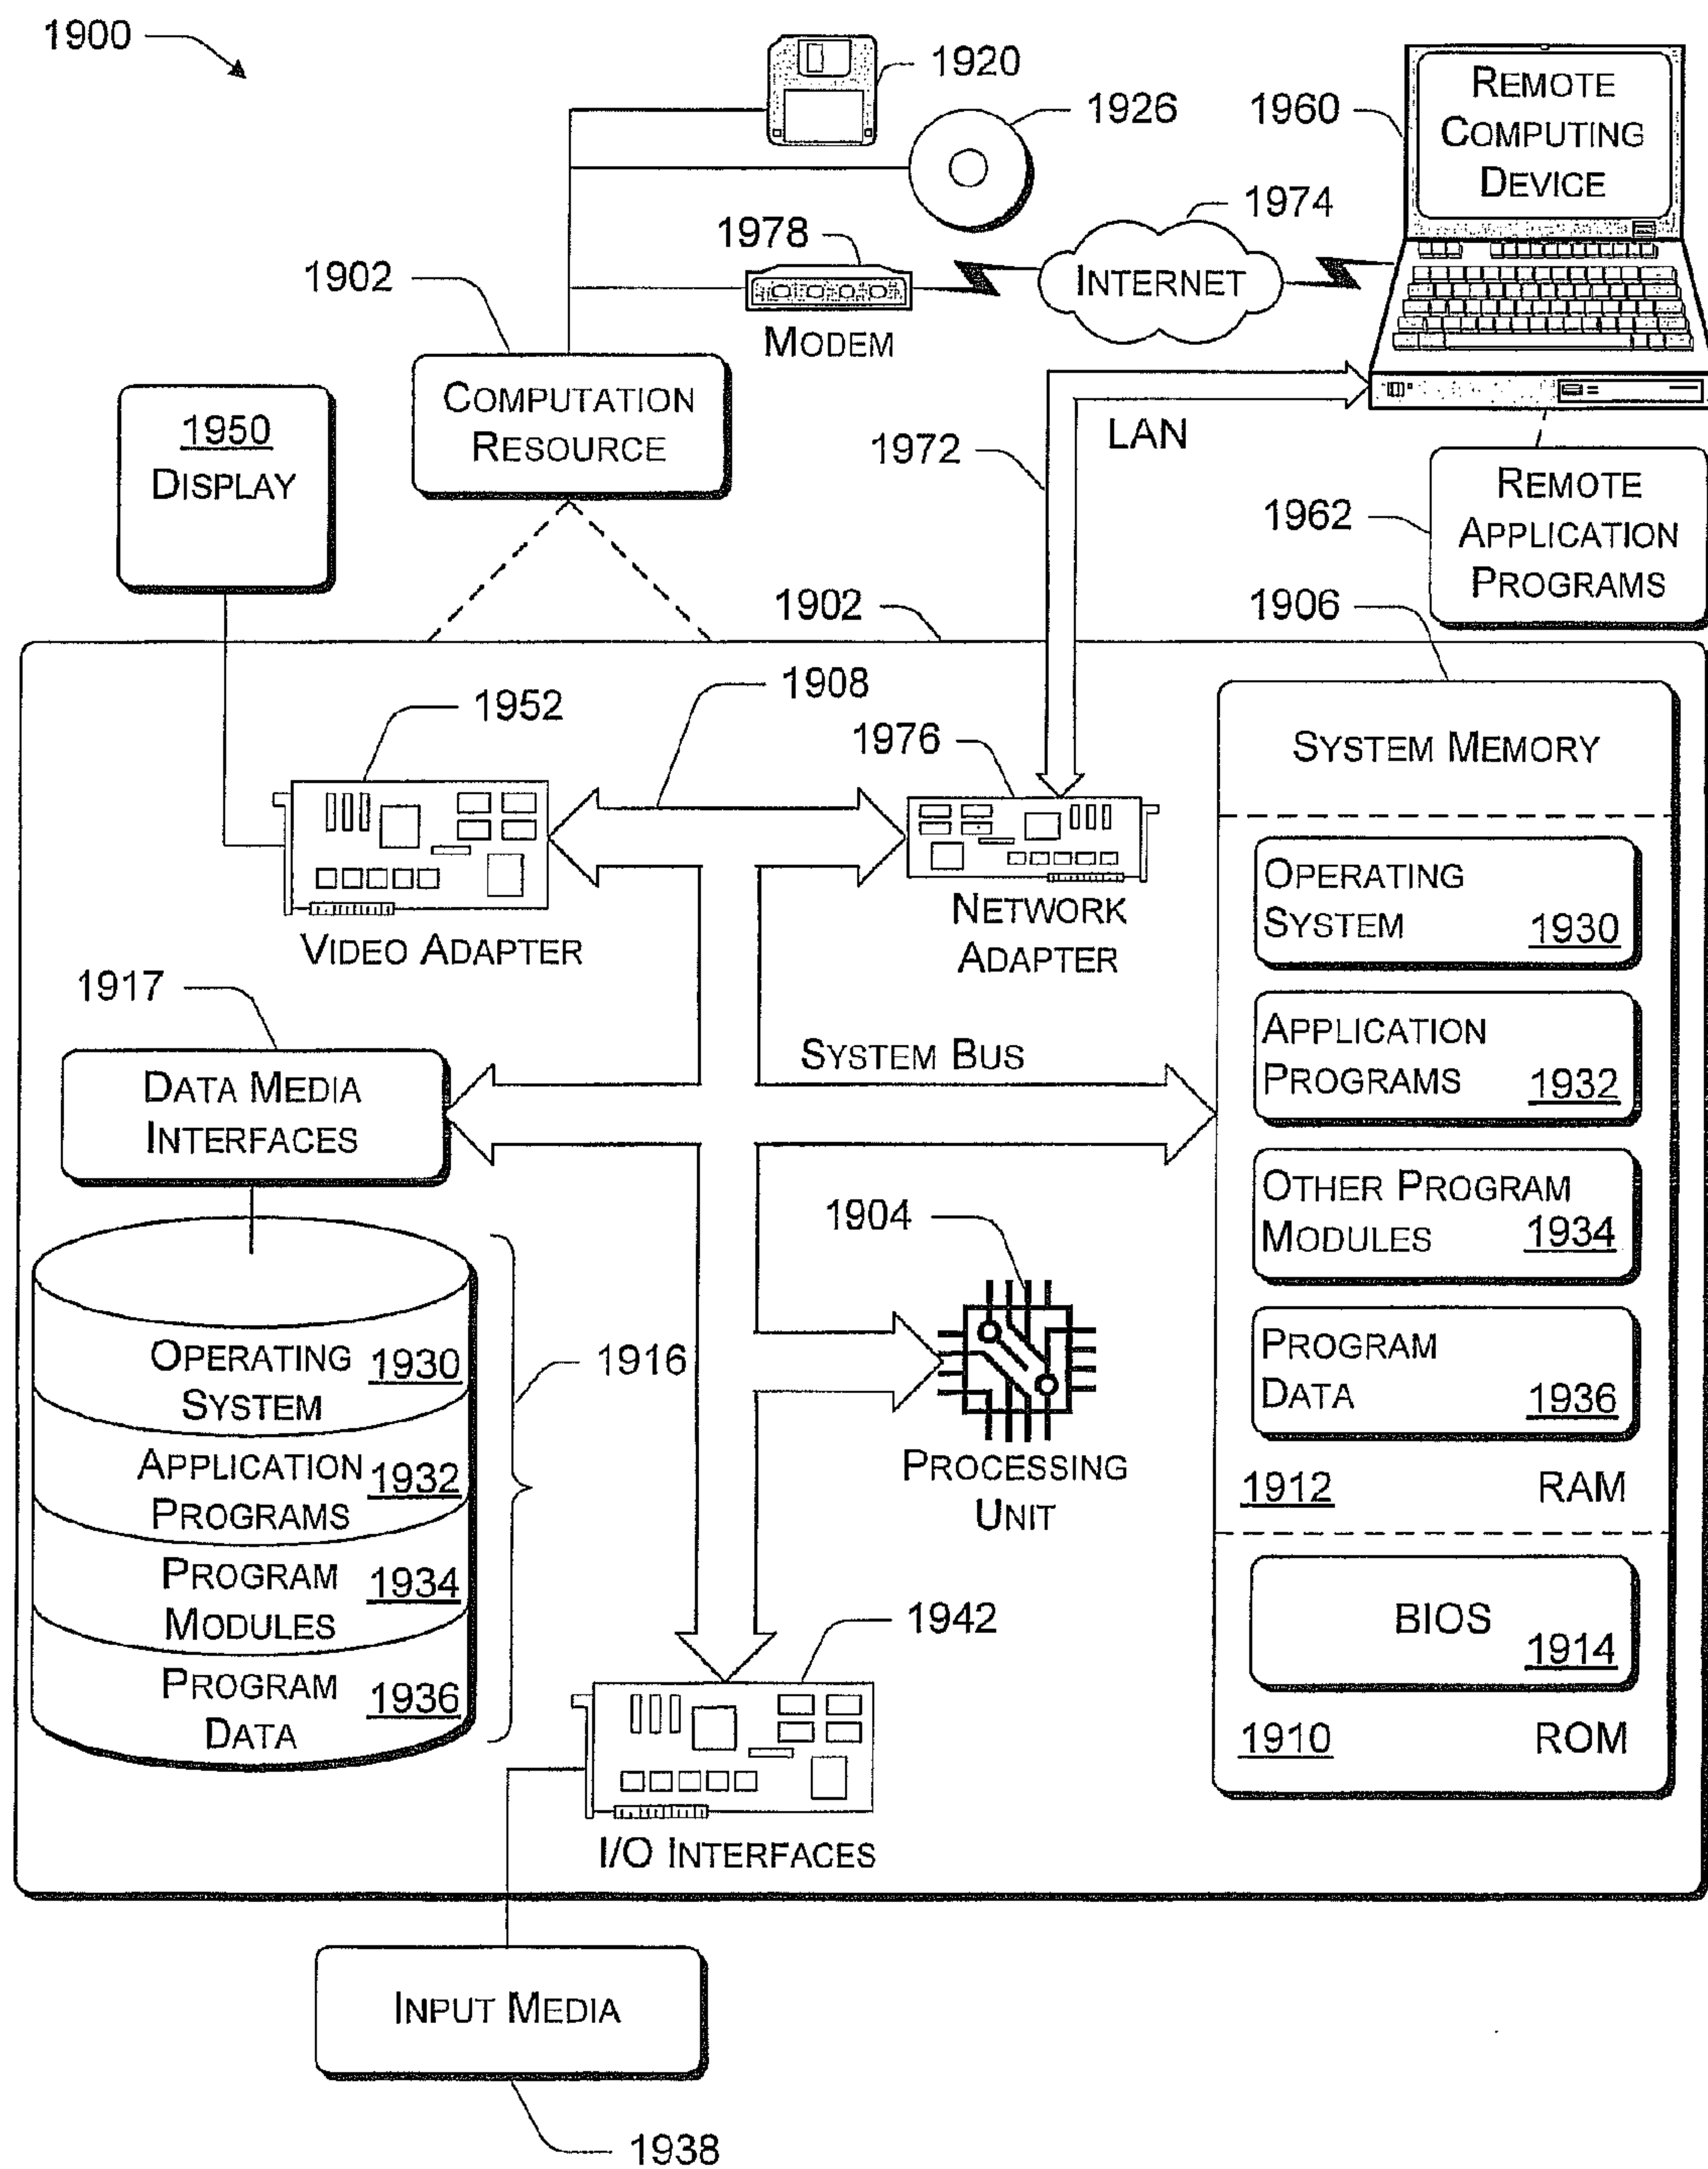 1900
1920
1926
1960
REMOTE
COMPUTING
DEVICE
1974
1978
INTERNET
MODEM
1902
COMPUTATION
RESOURCE
1950
DISPLAY
1972
LAN
1962
REMOTE
APPLICATION
PROGRAMS
1902
1906
1908
1952
1976
VIDEO ADAPTER
NETWORK
ADAPTER
SYSTEM MEMORY
OPERATING
SYSTEM 1930
APPLICATION
PROGRAMS 1932
OTHER PROGRAM
MODULES 1934
PROGRAM
DATA 1936
1912 RAM
BIOS
1914
1910 ROM
1917
DATA MEDIA
INTERFACES
SYSTEM BUS
1904
PROCESSING
UNIT
OPERATING 1930
SYSTEM
APPLICATION 1932
PROGRAMS
PROGRAM 1934
MODULES
PROGRAM 1936
DATA
1916
1942
I/O INTERFACES
INPUT MEDIA
1938